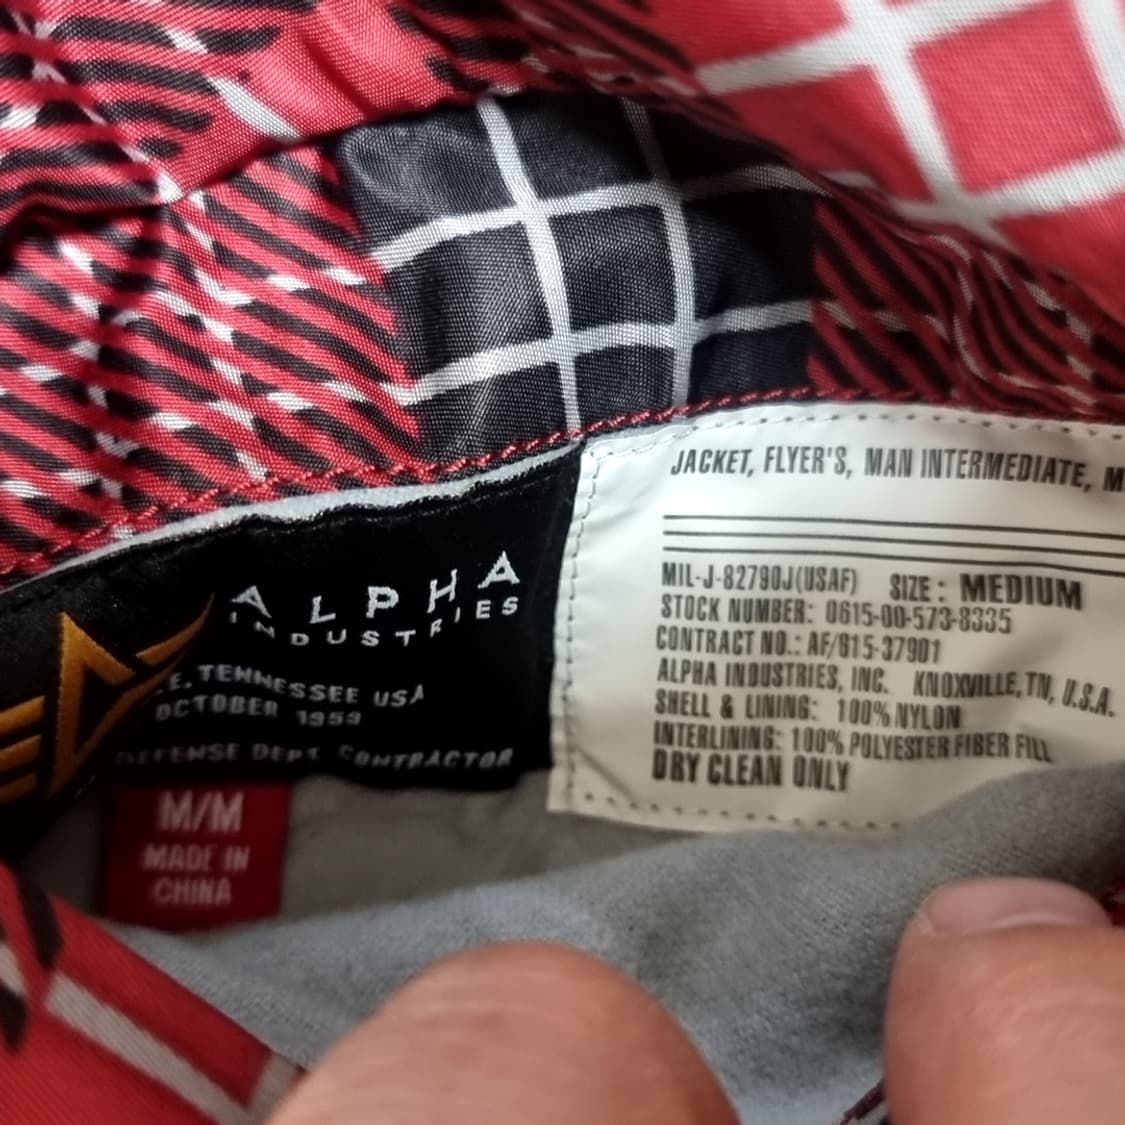 ALPHA
INDUSTRIES
E, TENNESSEE USA
OCTOBER 1959
DEFENSE DEPT. CONTRACTOR
M/M
MADE IN
CHINA
JACKET, FLYER'S, MAN INTERMEDIATE,
MIL-J-82790J(USAF) SIZE: MEDIUM
STOCK NUMBER: 0615-00-573-8335
CONTRACT NO.: AF/815-37901
ALPHA INDUSTRIES, INC. KNOXVILLE, TN, U.S.A.
SHELL & LINING: 100% NYLON
INTERLINING: 100% POLYESTER FIBER FILL
DRY CLEAN ONLY